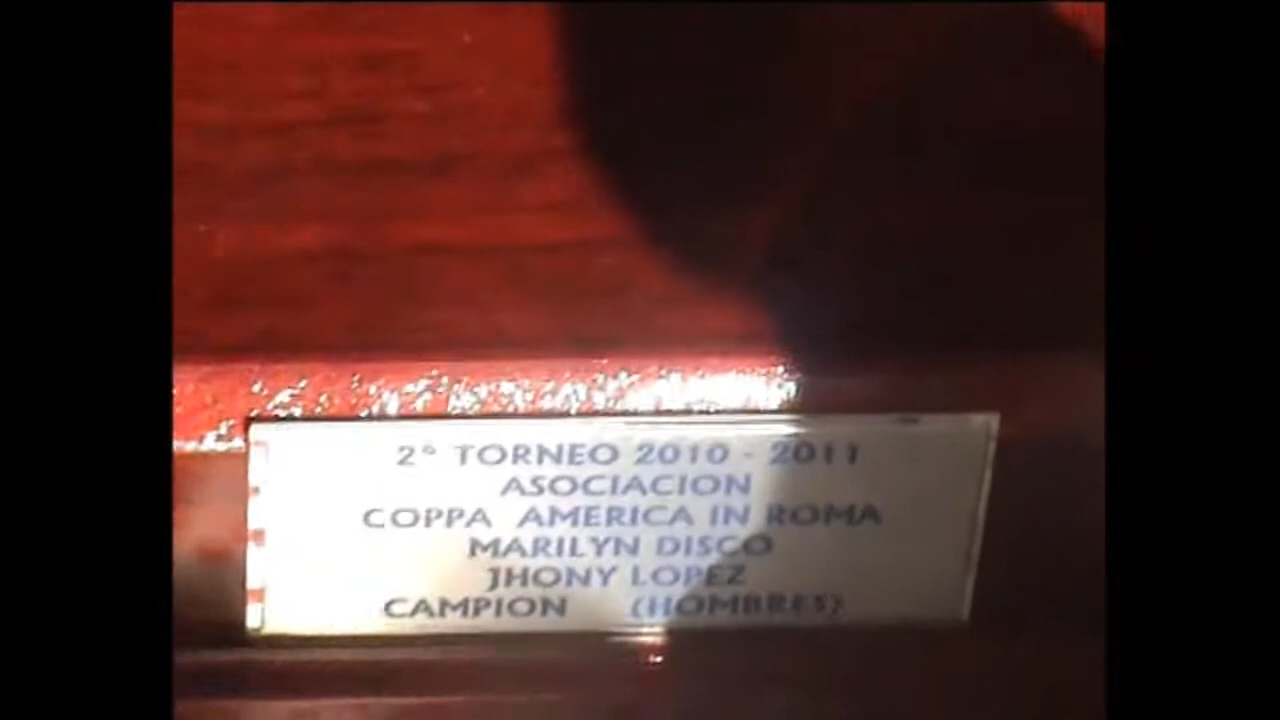 2° TORNEO 2010 - 2011
ASOCIACION
COPPA AMERICA IN ROMA
MARILYN DISCO
JHONY LOPEZ
CAMPION (HOMBRES)